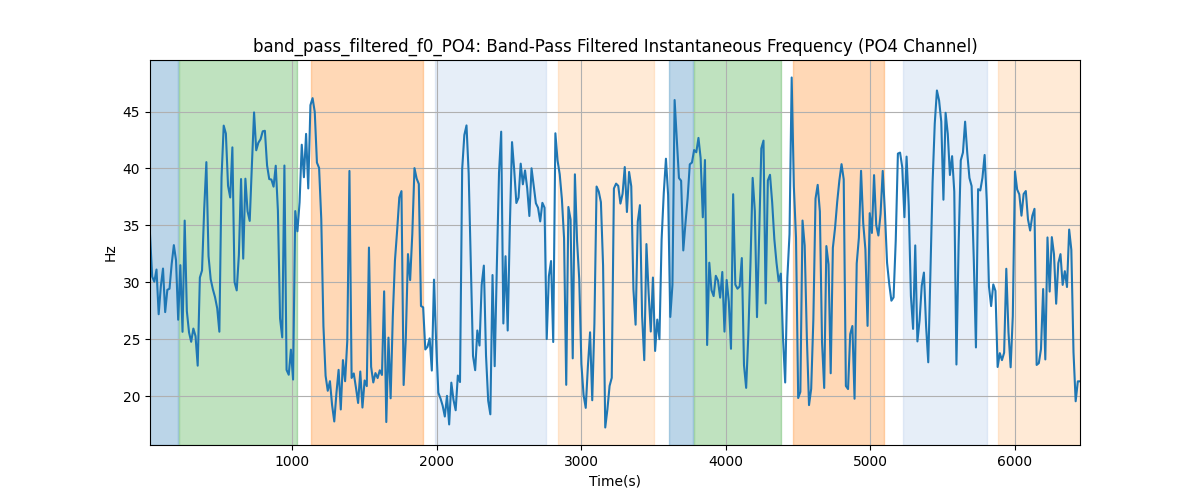 band_pass_filtered_f0_PO4: Band-Pass Filtered Instantaneous Frequency (PO4 Channel)
45
40
35
30
25
20
Hz
1000 2000 3000 4000 5000 6000
Time(s)